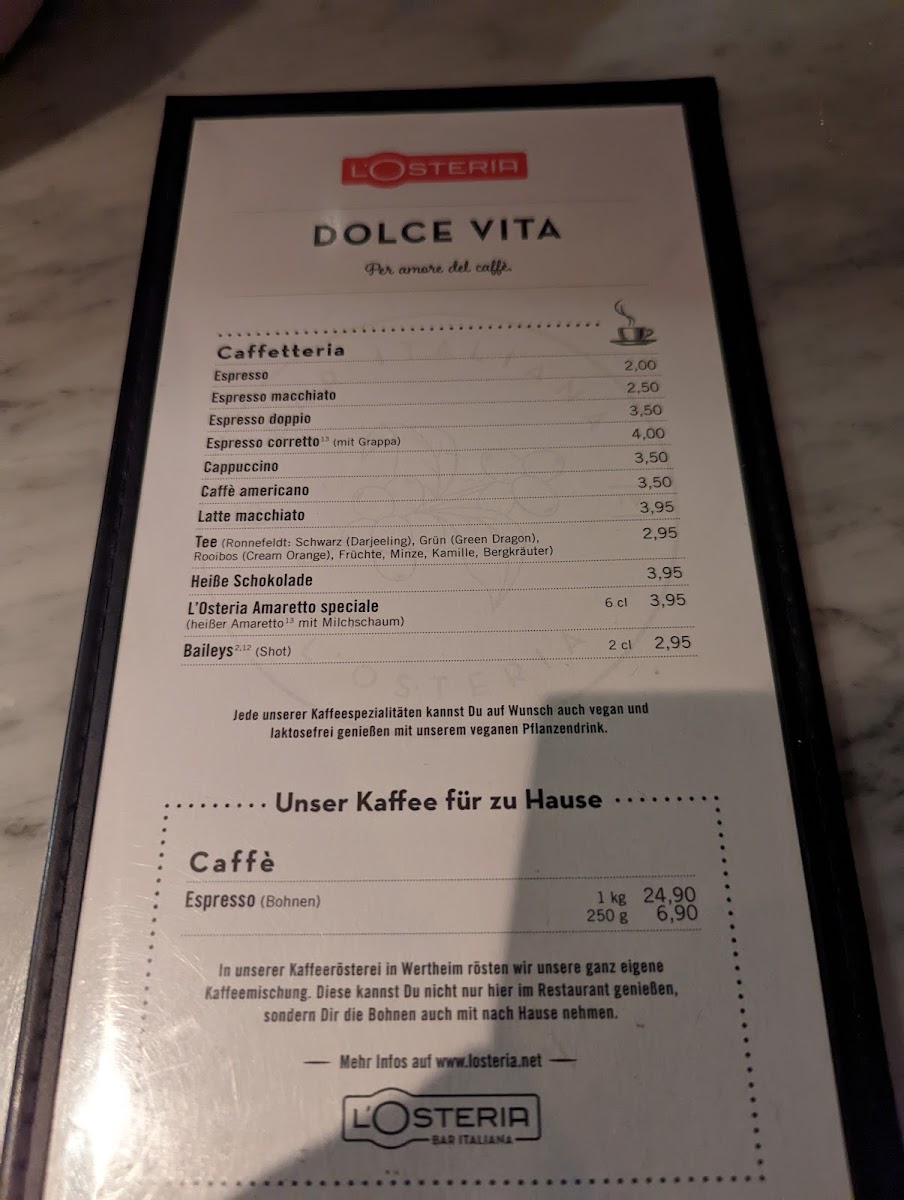 L'OSTERIA
DOLCE VITA
Per amore del caffè.
Caffetteria
Espresso 2,00
Espresso macchiato 2,50
Espresso doppio 3,50
Espresso corretto¹³ (mit Grappa) 4,00
Cappuccino 3,50
Caffè americano 3,50
Latte macchiato 3,95
Tee (Ronnefeldt: Schwarz (Darjeeling), Grün (Green Dragon), 2,95
Rooibos (Cream Orange), Früchte, Minze, Kamille, Bergkräuter)
Heiße Schokolade 3,95
L'Osteria Amaretto speciale 6 cl 3,95
(heißer Amaretto¹³ mit Milchschaum)
Baileys²,¹² (Shot) 2 cl 2,95
Jede unserer Kaffeespezialitäten kannst Du auf Wunsch auch vegan und
laktosefrei genießen mit unserem veganen Pflanzendrink.
Unser Kaffee für zu Hause
Caffè
Espresso (Bohnen) 1 kg 24,90
250 g 6,90
In unserer Kaffeerösterei in Wertheim rösten wir unsere ganz eigene
Kaffeemischung. Diese kannst Du nicht nur hier im Restaurant genießen,
sondern Dir die Bohnen auch mit nach Hause nehmen.
Mehr Infos auf www.losteria.net
L'OSTERIA
BAR ITALIANA